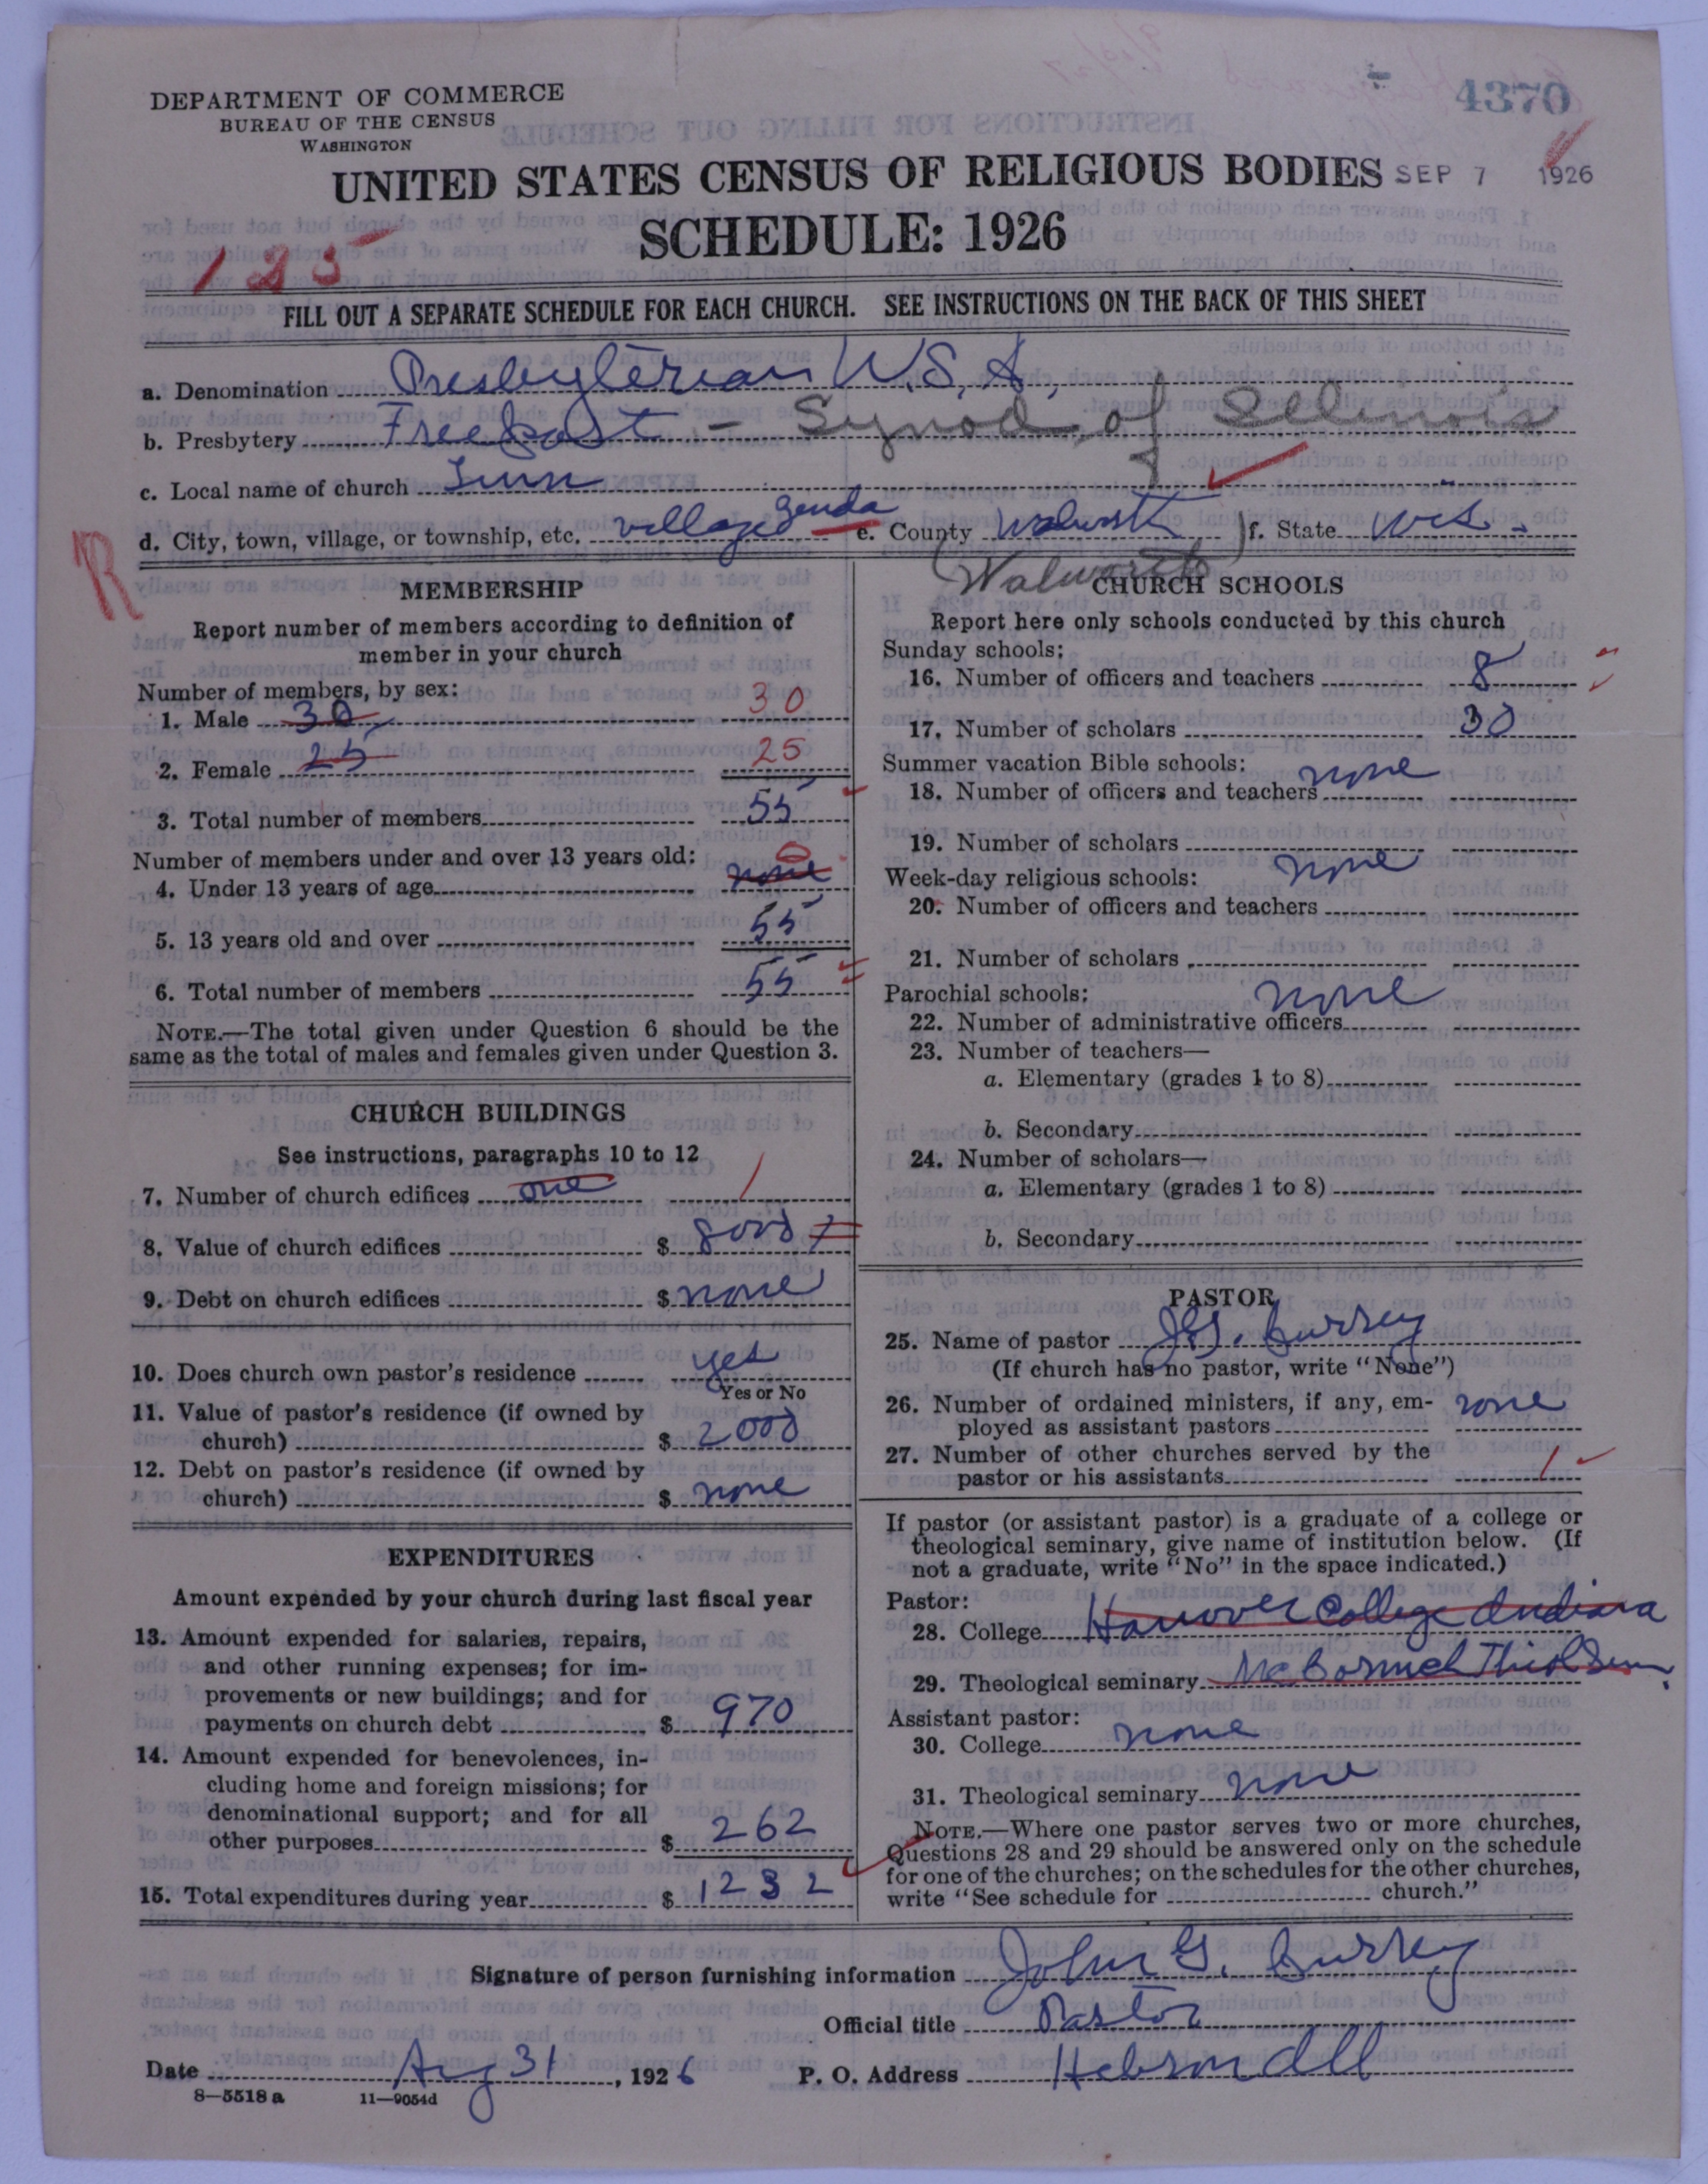 4370
DEPARTMENT OF COMMERCE
BUREAU OF THE CENSUS
WASHINGTON
UNITED STATES CENSUS OF RELIGIOUS BODIES SEP 7 1926
SCHEDULE: 1926
125
FILL OUT A SEPARATE SCHEDULE FOR EACH CHURCH. SEE INSTRUCTIONS ON THE BACK OF THIS SHEET
a. Denomination Presbyterian U.S.A.
b. Presbytery Freeport - Synod of Illinois
c. Local name of church Linn
d. City, town, village, or township, etc. village Zenda e. County Walworth f. State Wis.
(Walworth)
R
MEMBERSHIP
Report number of members according to definition of
member in your church
Number of members, by sex:
1. Male 30 30
2. Female 25 25
3. Total number of members 55
Number of members under and over 13 years old:
4. Under 13 years of age none 0
5. 13 years old and over 55
6. Total number of members 55
NOTE.—The total given under Question 6 should be the
same as the total of males and females given under Question 3.
CHURCH BUILDINGS
See instructions, paragraphs 10 to 12
7. Number of church edifices one 1
8. Value of church edifices $ 8000
9. Debt on church edifices $ none
10. Does church own pastor's residence yes
Yes or No
11. Value of pastor's residence (if owned by
church) $ 2000
12. Debt on pastor's residence (if owned by
church) $ none
EXPENDITURES
Amount expended by your church during last fiscal year
13. Amount expended for salaries, repairs,
and other running expenses; for im-
provements or new buildings; and for
payments on church debt $ 970
14. Amount expended for benevolences, in-
cluding home and foreign missions; for
denominational support; and for all
other purposes $ 262
15. Total expenditures during year $ 1232
CHURCH SCHOOLS
Report here only schools conducted by this church
Sunday schools:
16. Number of officers and teachers 8
17. Number of scholars 30
Summer vacation Bible schools: none
18. Number of officers and teachers
19. Number of scholars
Week-day religious schools: none
20. Number of officers and teachers
21. Number of scholars
Parochial schools: none
22. Number of administrative officers
23. Number of teachers—
a. Elementary (grades 1 to 8)
b. Secondary
24. Number of scholars—
a. Elementary (grades 1 to 8)
b. Secondary
PASTOR
25. Name of pastor J.G. Currey
(If church has no pastor, write "None")
26. Number of ordained ministers, if any, em-
ployed as assistant pastors none
27. Number of other churches served by the
pastor or his assistants 1
If pastor (or assistant pastor) is a graduate of a college or
theological seminary, give name of institution below. (If
not a graduate, write "No" in the space indicated.)
Pastor:
28. College Hanover College Indiana
29. Theological seminary McCormick Theol Sem.
Assistant pastor:
30. College none
31. Theological seminary none
NOTE.—Where one pastor serves two or more churches,
Questions 28 and 29 should be answered only on the schedule
for one of the churches; on the schedules for the other churches,
write "See schedule for church."
Signature of person furnishing information John G. Currey
Official title Pastor
Date Aug 31, 1926 P. O. Address Hebron Ill
8—5518a 11—9054d